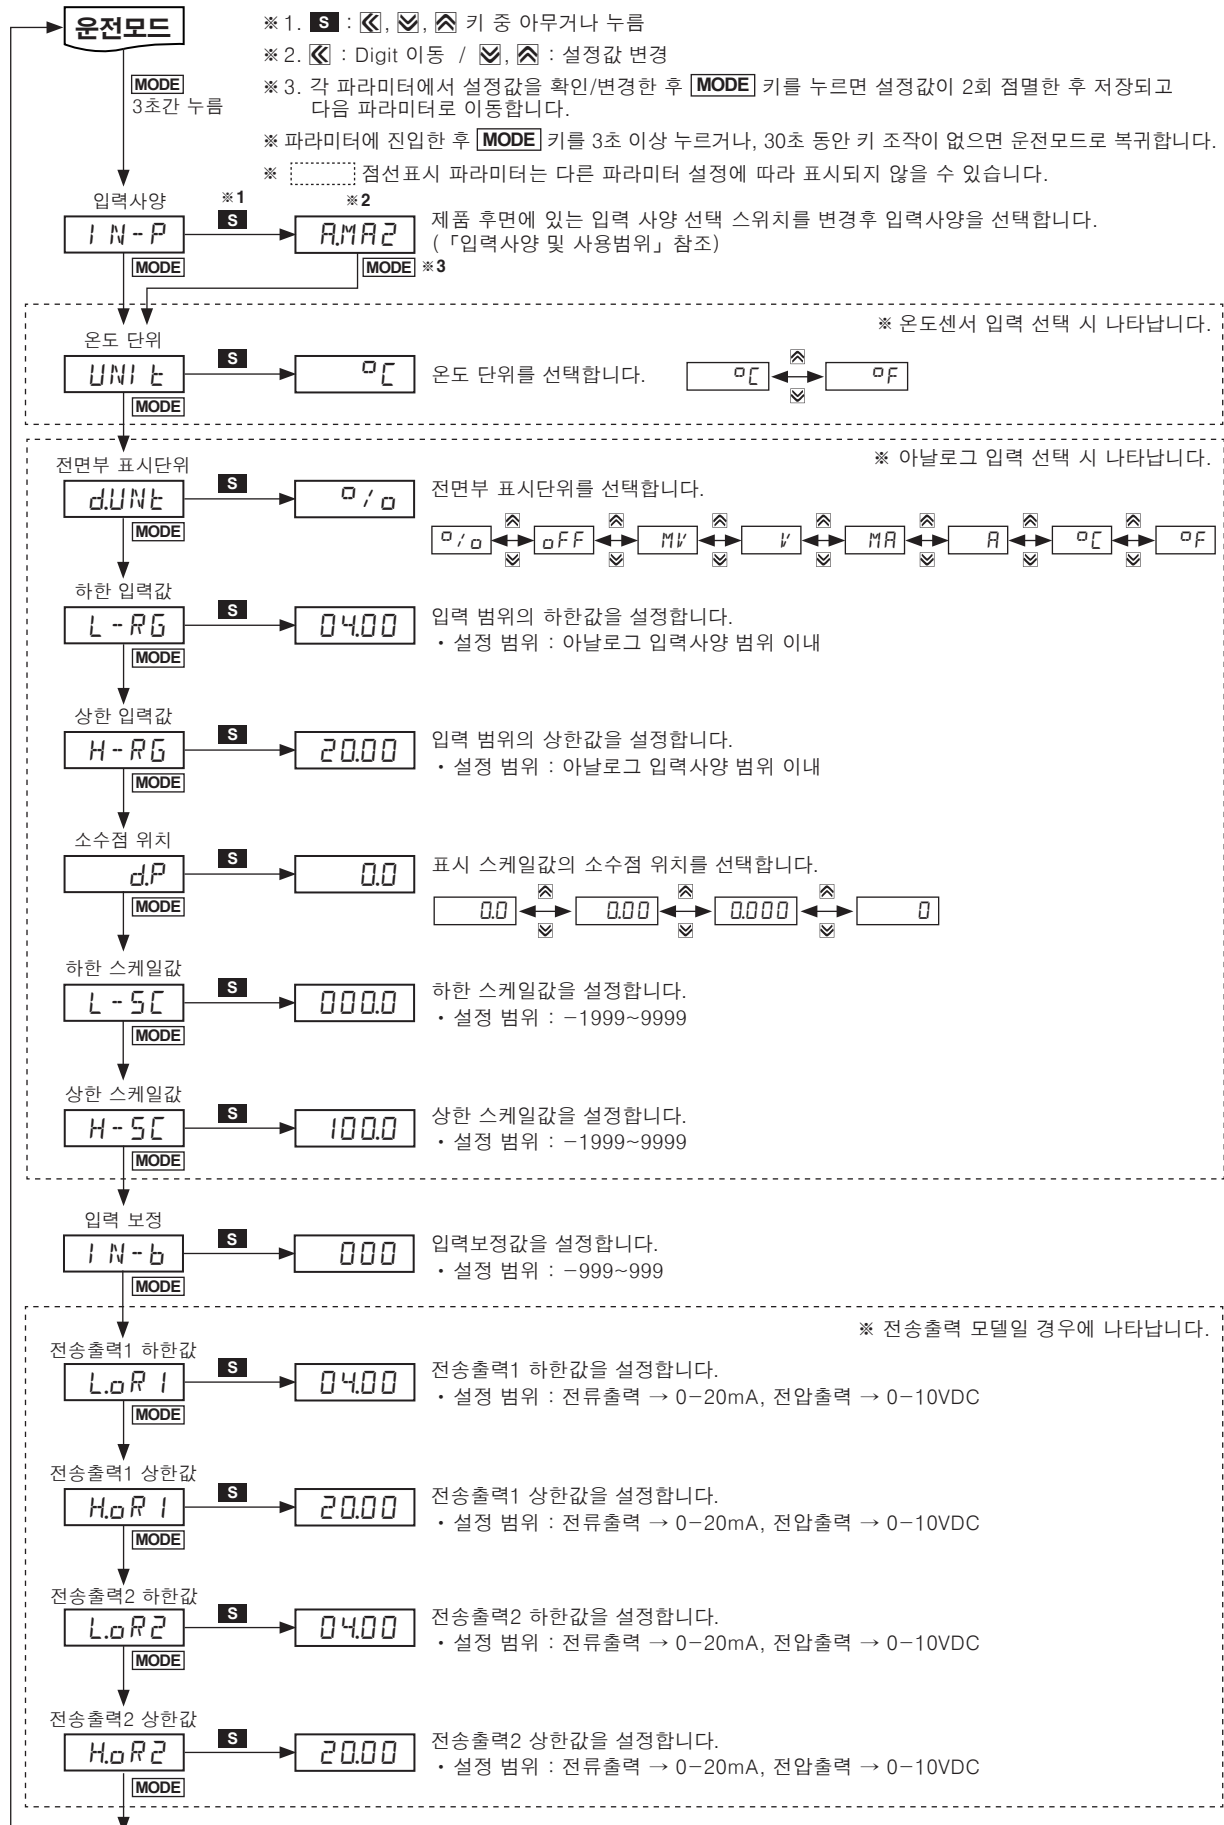 운전모드
※1. S : ≪, ︾, ︽ 키 중 아무거나 누름
※2. ≪ : Digit 이동 / ︾, ︽ : 설정값 변경
MODE
3초간 누름
※3. 각 파라미터에서 설정값을 확인/변경한 후 MODE 키를 누르면 설정값이 2회 점멸한 후 저장되고
다음 파라미터로 이동합니다.
※ 파라미터에 진입한 후 MODE 키를 3초 이상 누르거나, 30초 동안 키 조작이 없으면 운전모드로 복귀합니다.
※ 점선표시 파라미터는 다른 파라미터 설정에 따라 표시되지 않을 수 있습니다.
입력사양 ※1 ※2
IN-P S A.MA2 제품 후면에 있는 입력 사양 선택 스위치를 변경후 입력사양을 선택합니다.
(「입력사양 및 사용범위」 참조)
MODE MODE ※3
※ 온도센서 입력 선택 시 나타납니다.
온도 단위
UNIt S °C 온도 단위를 선택합니다. °C °F
MODE
※ 아날로그 입력 선택 시 나타납니다.
전면부 표시단위
d.UNt S °/o 전면부 표시단위를 선택합니다.
MODE
°/o oFF MV V MA A °C °F
하한 입력값
L-RG S 04.00 입력 범위의 하한값을 설정합니다.
• 설정 범위 : 아날로그 입력사양 범위 이내
MODE
상한 입력값
H-RG S 20.00 입력 범위의 상한값을 설정합니다.
• 설정 범위 : 아날로그 입력사양 범위 이내
MODE
소수점 위치
d.P S 0.0 표시 스케일값의 소수점 위치를 선택합니다.
MODE
0.0 0.00 0.000 0
하한 스케일값
L-SC S 000.0 하한 스케일값을 설정합니다.
• 설정 범위 : -1999~9999
MODE
상한 스케일값
H-SC S 100.0 상한 스케일값을 설정합니다.
• 설정 범위 : -1999~9999
MODE
입력 보정
IN-b S 000 입력보정값을 설정합니다.
• 설정 범위 : -999~999
MODE
※ 전송출력 모델일 경우에 나타납니다.
전송출력1 하한값
L.oR1 S 04.00 전송출력1 하한값을 설정합니다.
• 설정 범위 : 전류출력 → 0-20mA, 전압출력 → 0-10VDC
MODE
전송출력1 상한값
H.oR1 S 20.00 전송출력1 상한값을 설정합니다.
• 설정 범위 : 전류출력 → 0-20mA, 전압출력 → 0-10VDC
MODE
전송출력2 하한값
L.oR2 S 04.00 전송출력2 하한값을 설정합니다.
• 설정 범위 : 전류출력 → 0-20mA, 전압출력 → 0-10VDC
MODE
전송출력2 상한값
H.oR2 S 20.00 전송출력2 상한값을 설정합니다.
• 설정 범위 : 전류출력 → 0-20mA, 전압출력 → 0-10VDC
MODE